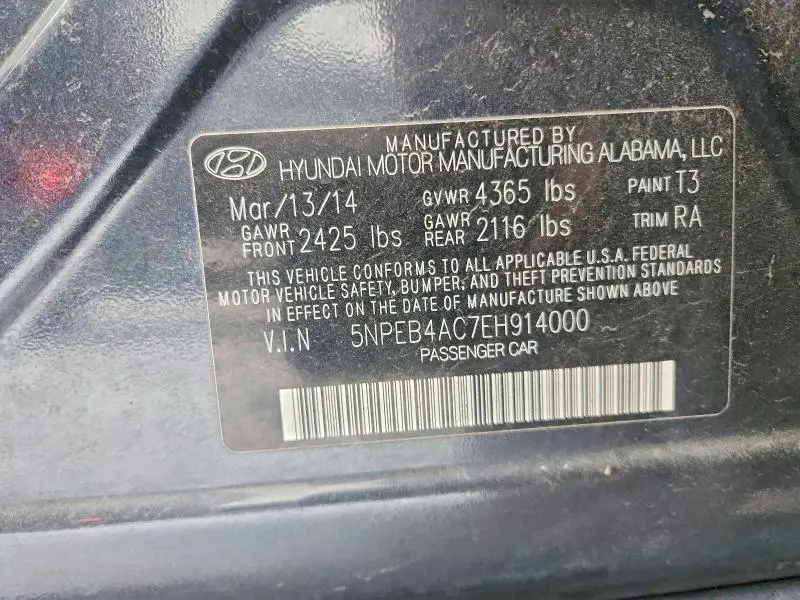 MANUFACTURED BY
HYUNDAI MOTOR MANUFACTURING ALABAMA, LLC
Mar/13/14 GVWR 4365 lbs PAINT T3
GAWR FRONT 2425 lbs GAWR REAR 2116 lbs TRIM RA
THIS VEHICLE CONFORMS TO ALL APPLICABLE U.S.A. FEDERAL
MOTOR VEHICLE SAFETY, BUMPER, AND THEFT PREVENTION STANDARDS
IN EFFECT ON THE DATE OF MANUFACTURE SHOWN ABOVE
V.I.N 5NPEB4AC7EH914000
PASSENGER CAR